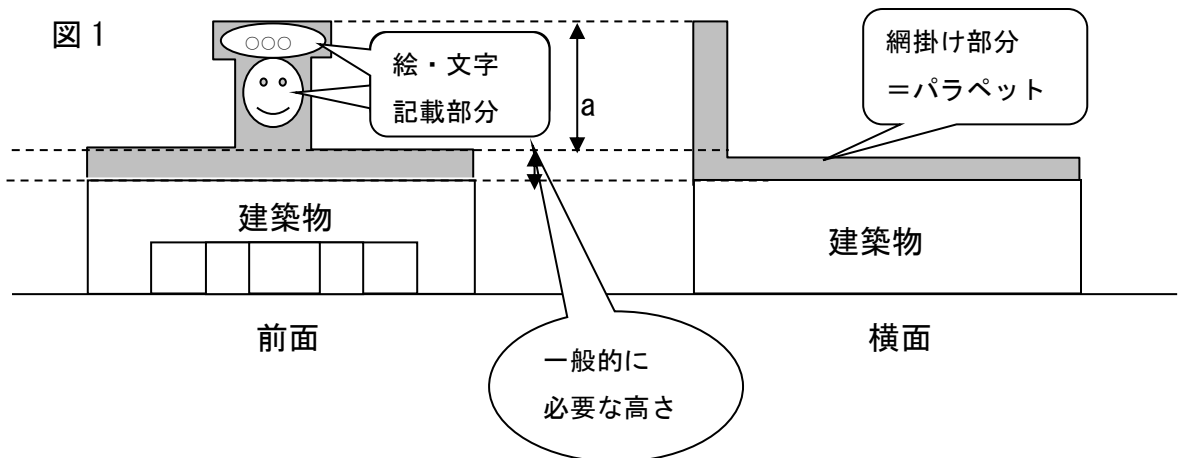 図1
○○○
絵・文字
記載部分
a
網掛け部分
＝パラペット
建築物
建築物
前面
横面
一般的に
必要な高さ